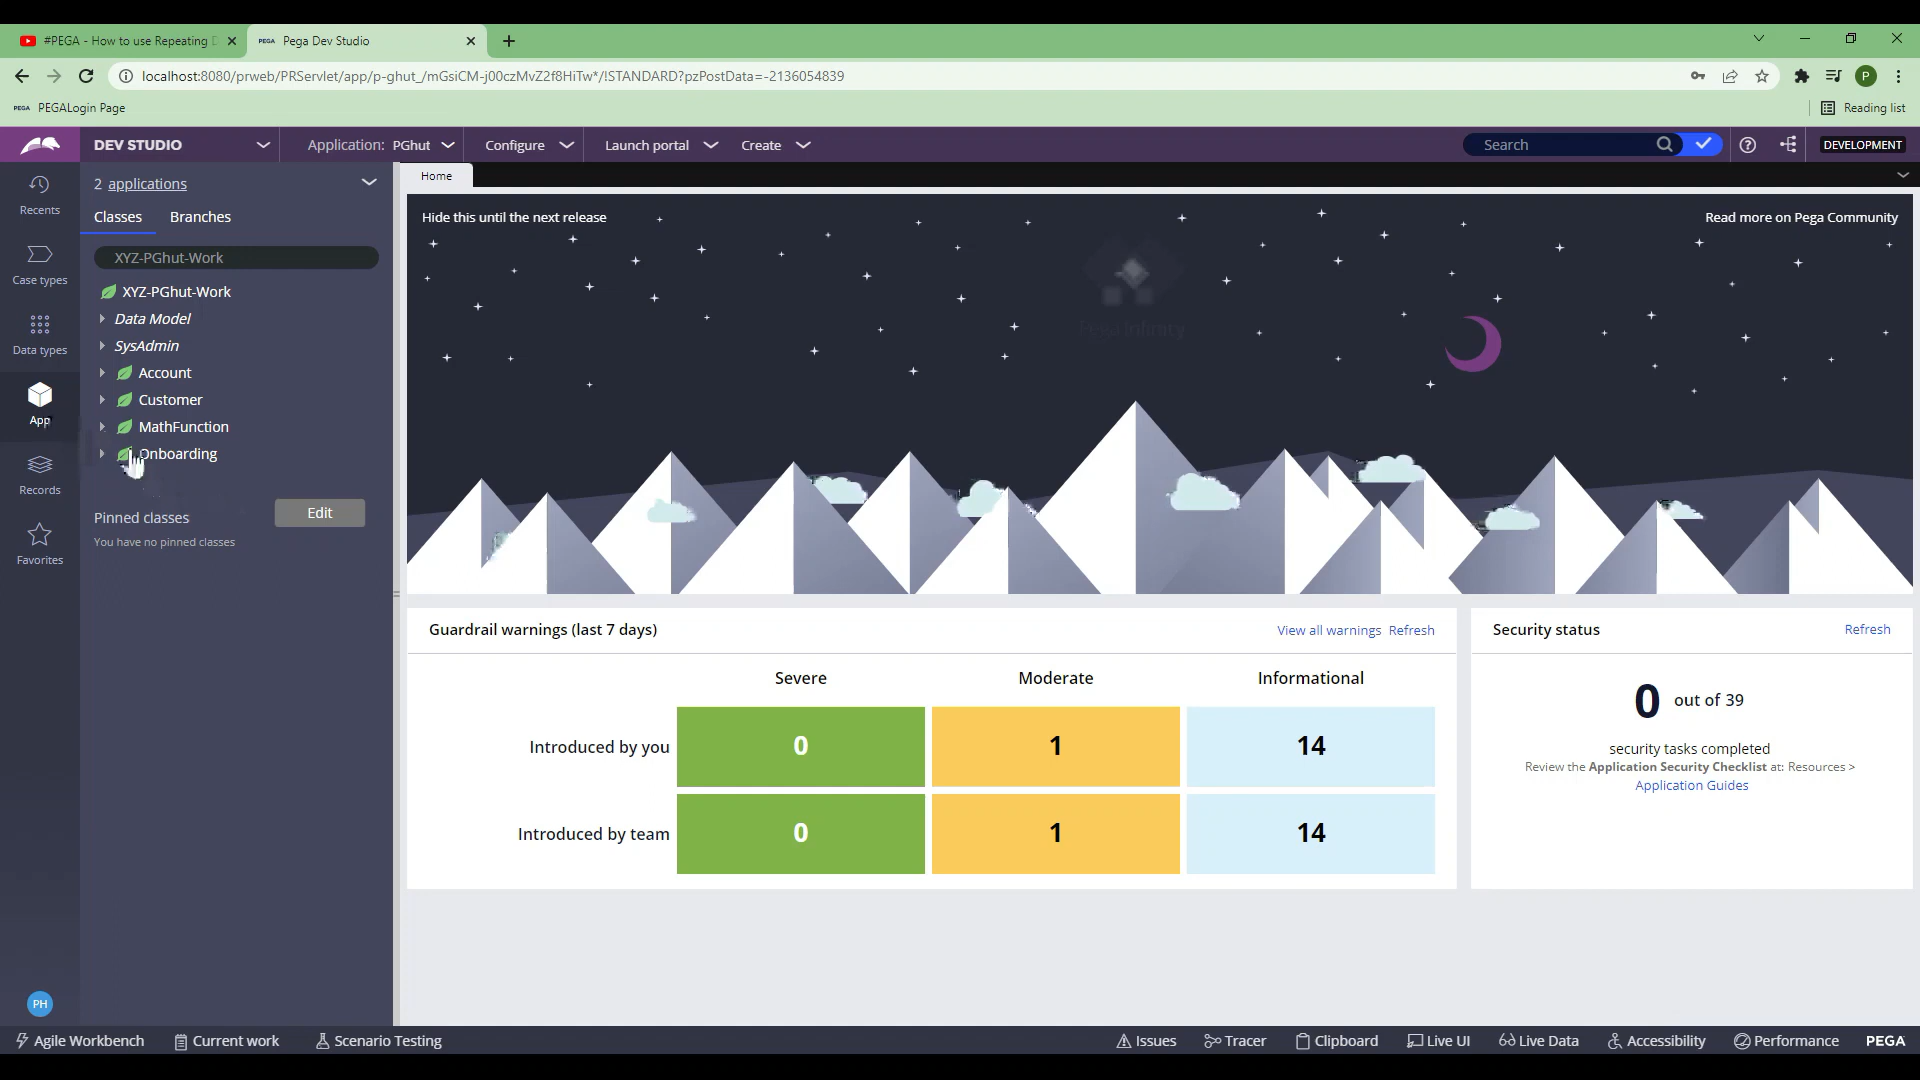 #PEGA - How to use Repeating D
PEGA Pega Dev Studio
localhost:8080/prweb/PRServlet/app/p-ghut_/mGsiCM-j00czMvZ2f8HiTw*/!STANDARD?pzPostData=-2136054839
P
PEGA PEGALogin Page
Reading list
DEV STUDIO
Application: PGhut
Configure
Launch portal
Create
Search
DEVELOPMENT
Recents
Case types
Data types
App
Records
Favorites
PH
2 applications
Classes
Branches
XYZ-PGhut-Work
XYZ-PGhut-Work
Data Model
SysAdmin
Account
Customer
MathFunction
Onboarding
Pinned classes
Edit
You have no pinned classes
Home
Hide this until the next release
Read more on Pega Community
Pega Infinity
Guardrail warnings (last 7 days)
View all warnings Refresh
Severe Moderate Informational
Introduced by you 0 1 14
Introduced by team 0 1 14
Security status
Refresh
0 out of 39
security tasks completed
Review the Application Security Checklist at: Resources >
Application Guides
Agile Workbench
Current work
Scenario Testing
Issues
Tracer
Clipboard
Live UI
Live Data
Accessibility
Performance
PEGA